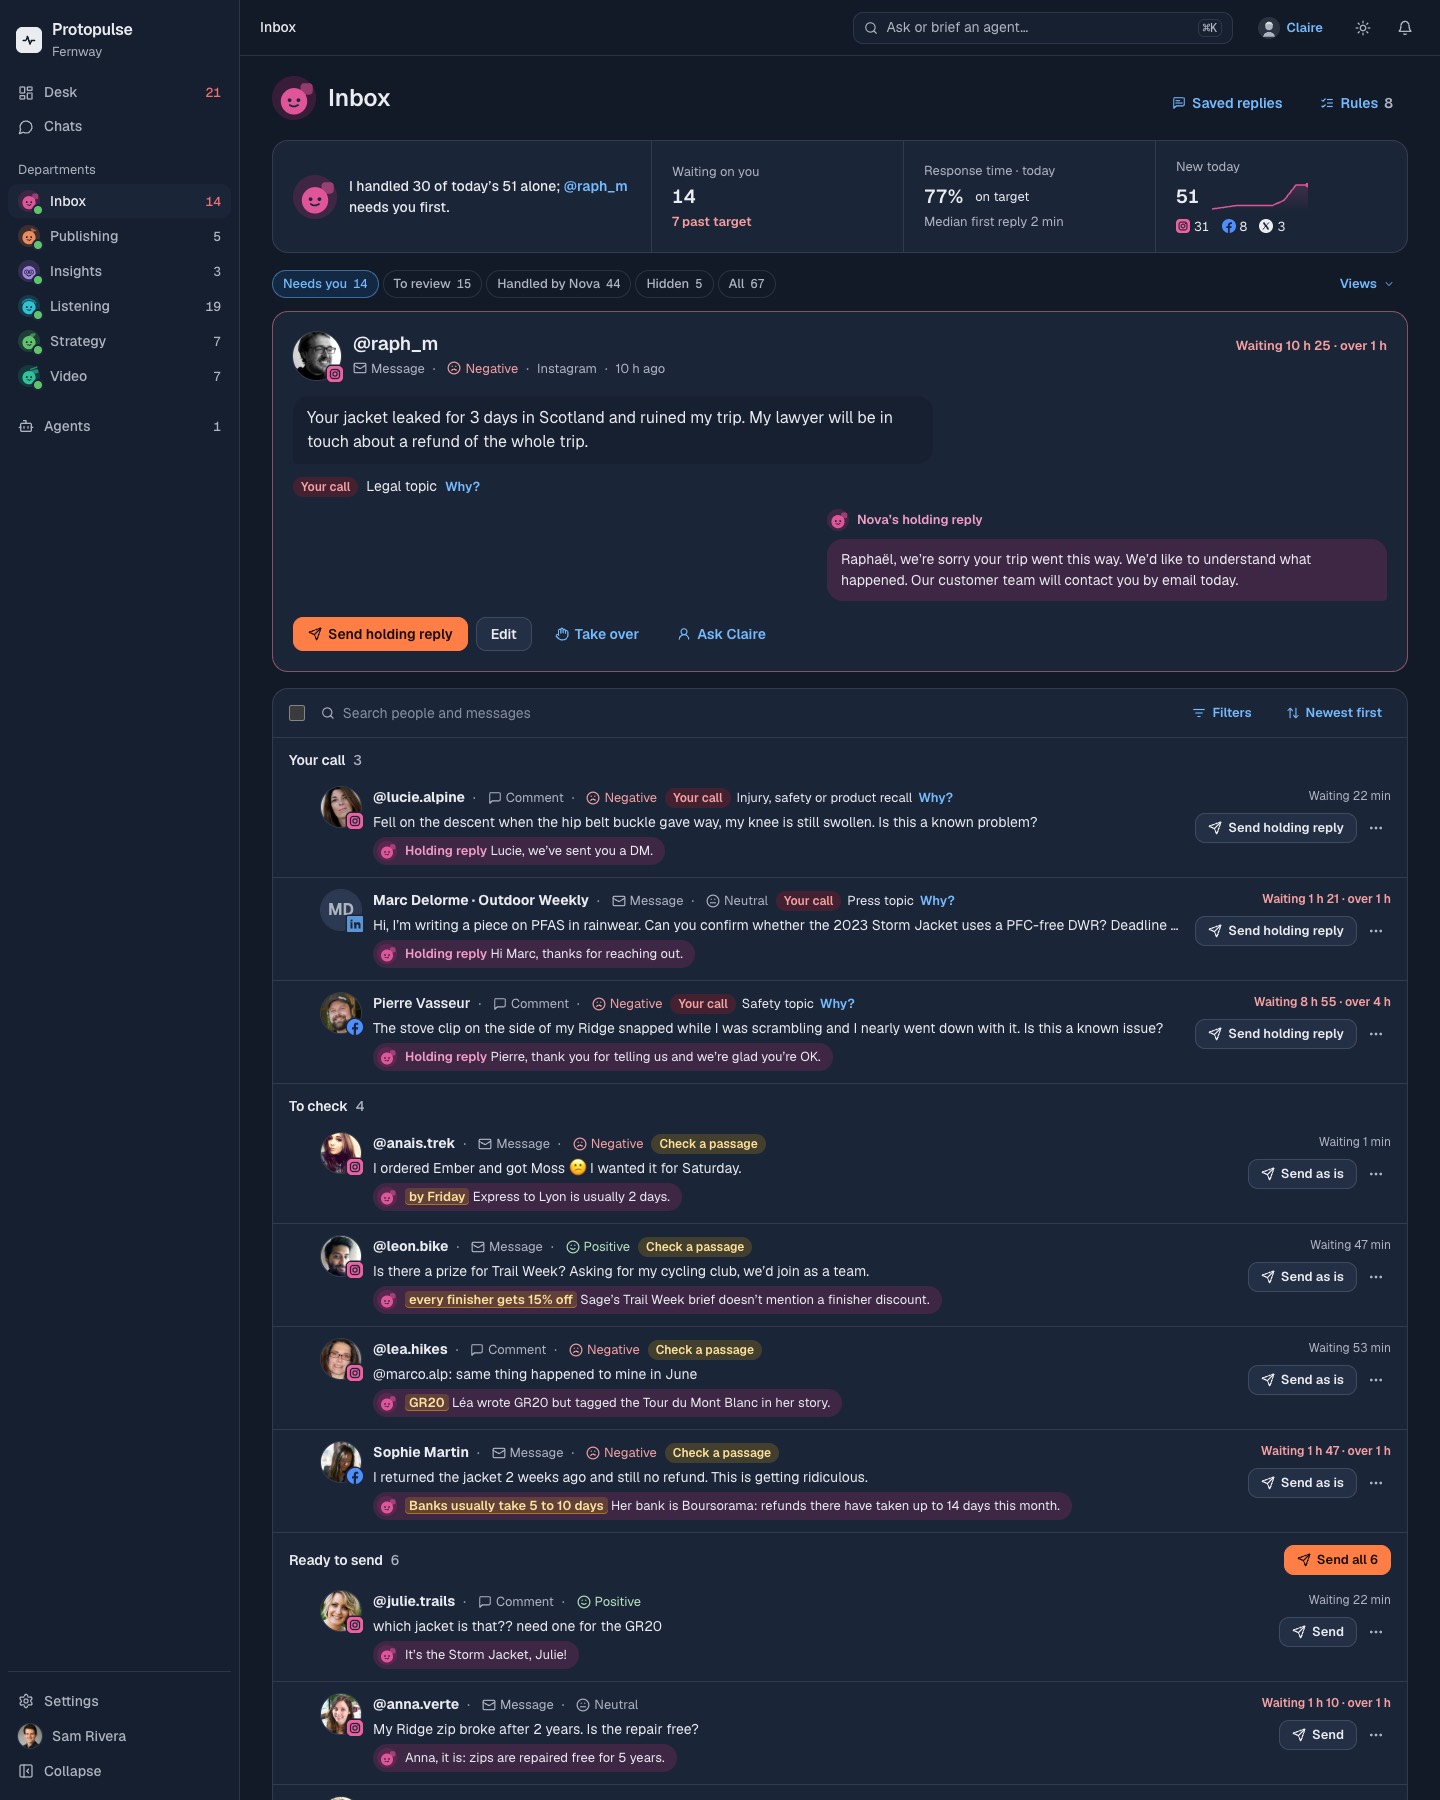 Protopulse
Fernway
Desk 21
Chats
Departments
Inbox 14
Publishing 5
Insights 3
Listening 19
Strategy 7
Video 7
Agents 1
Settings
Sam Rivera
Collapse
Inbox
Ask or brief an agent… ⌘K
Claire
Inbox
Saved replies
Rules 8
I handled 30 of today’s 51 alone; @raph_m
needs you first.
Waiting on you
14
7 past target
Response time · today
77% on target
Median first reply 2 min
New today
51
31 8 3
Needs you 14
To review 15
Handled by Nova 44
Hidden 5
All 67
Views
@raph_m
Waiting 10 h 25 · over 1 h
Message · Negative · Instagram · 10 h ago
Your jacket leaked for 3 days in Scotland and ruined my trip. My lawyer will be in
touch about a refund of the whole trip.
Your call Legal topic Why?
Nova’s holding reply
Raphaël, we’re sorry your trip went this way. We’d like to understand what
happened. Our customer team will contact you by email today.
Send holding reply
Edit
Take over
Ask Claire
Search people and messages
Filters
Newest first
Your call 3
@lucie.alpine · Comment · Negative Your call Injury, safety or product recall Why?
Waiting 22 min
Fell on the descent when the hip belt buckle gave way, my knee is still swollen. Is this a known problem?
Send holding reply
Holding reply Lucie, we’ve sent you a DM.
MD
Marc Delorme · Outdoor Weekly · Message · Neutral Your call Press topic Why?
Waiting 1 h 21 · over 1 h
Hi, I’m writing a piece on PFAS in rainwear. Can you confirm whether the 2023 Storm Jacket uses a PFC-free DWR? Deadline …
Send holding reply
Holding reply Hi Marc, thanks for reaching out.
Pierre Vasseur · Comment · Negative Your call Safety topic Why?
Waiting 8 h 55 · over 4 h
The stove clip on the side of my Ridge snapped while I was scrambling and I nearly went down with it. Is this a known issue?
Send holding reply
Holding reply Pierre, thank you for telling us and we’re glad you’re OK.
To check 4
@anais.trek · Message · Negative Check a passage
Waiting 1 min
I ordered Ember and got Moss 😕 I wanted it for Saturday.
Send as is
by Friday Express to Lyon is usually 2 days.
@leon.bike · Message · Positive Check a passage
Waiting 47 min
Is there a prize for Trail Week? Asking for my cycling club, we’d join as a team.
Send as is
every finisher gets 15% off Sage’s Trail Week brief doesn’t mention a finisher discount.
@lea.hikes · Comment · Negative Check a passage
Waiting 53 min
@marco.alp: same thing happened to mine in June
Send as is
GR20 Léa wrote GR20 but tagged the Tour du Mont Blanc in her story.
Sophie Martin · Message · Negative Check a passage
Waiting 1 h 47 · over 1 h
I returned the jacket 2 weeks ago and still no refund. This is getting ridiculous.
Send as is
Banks usually take 5 to 10 days Her bank is Boursorama: refunds there have taken up to 14 days this month.
Ready to send 6
Send all 6
@julie.trails · Comment · Positive
Waiting 22 min
which jacket is that?? need one for the GR20
Send
It’s the Storm Jacket, Julie!
@anna.verte · Message · Neutral
Waiting 1 h 10 · over 1 h
My Ridge zip broke after 2 years. Is the repair free?
Send
Anna, it is: zips are repaired free for 5 years.